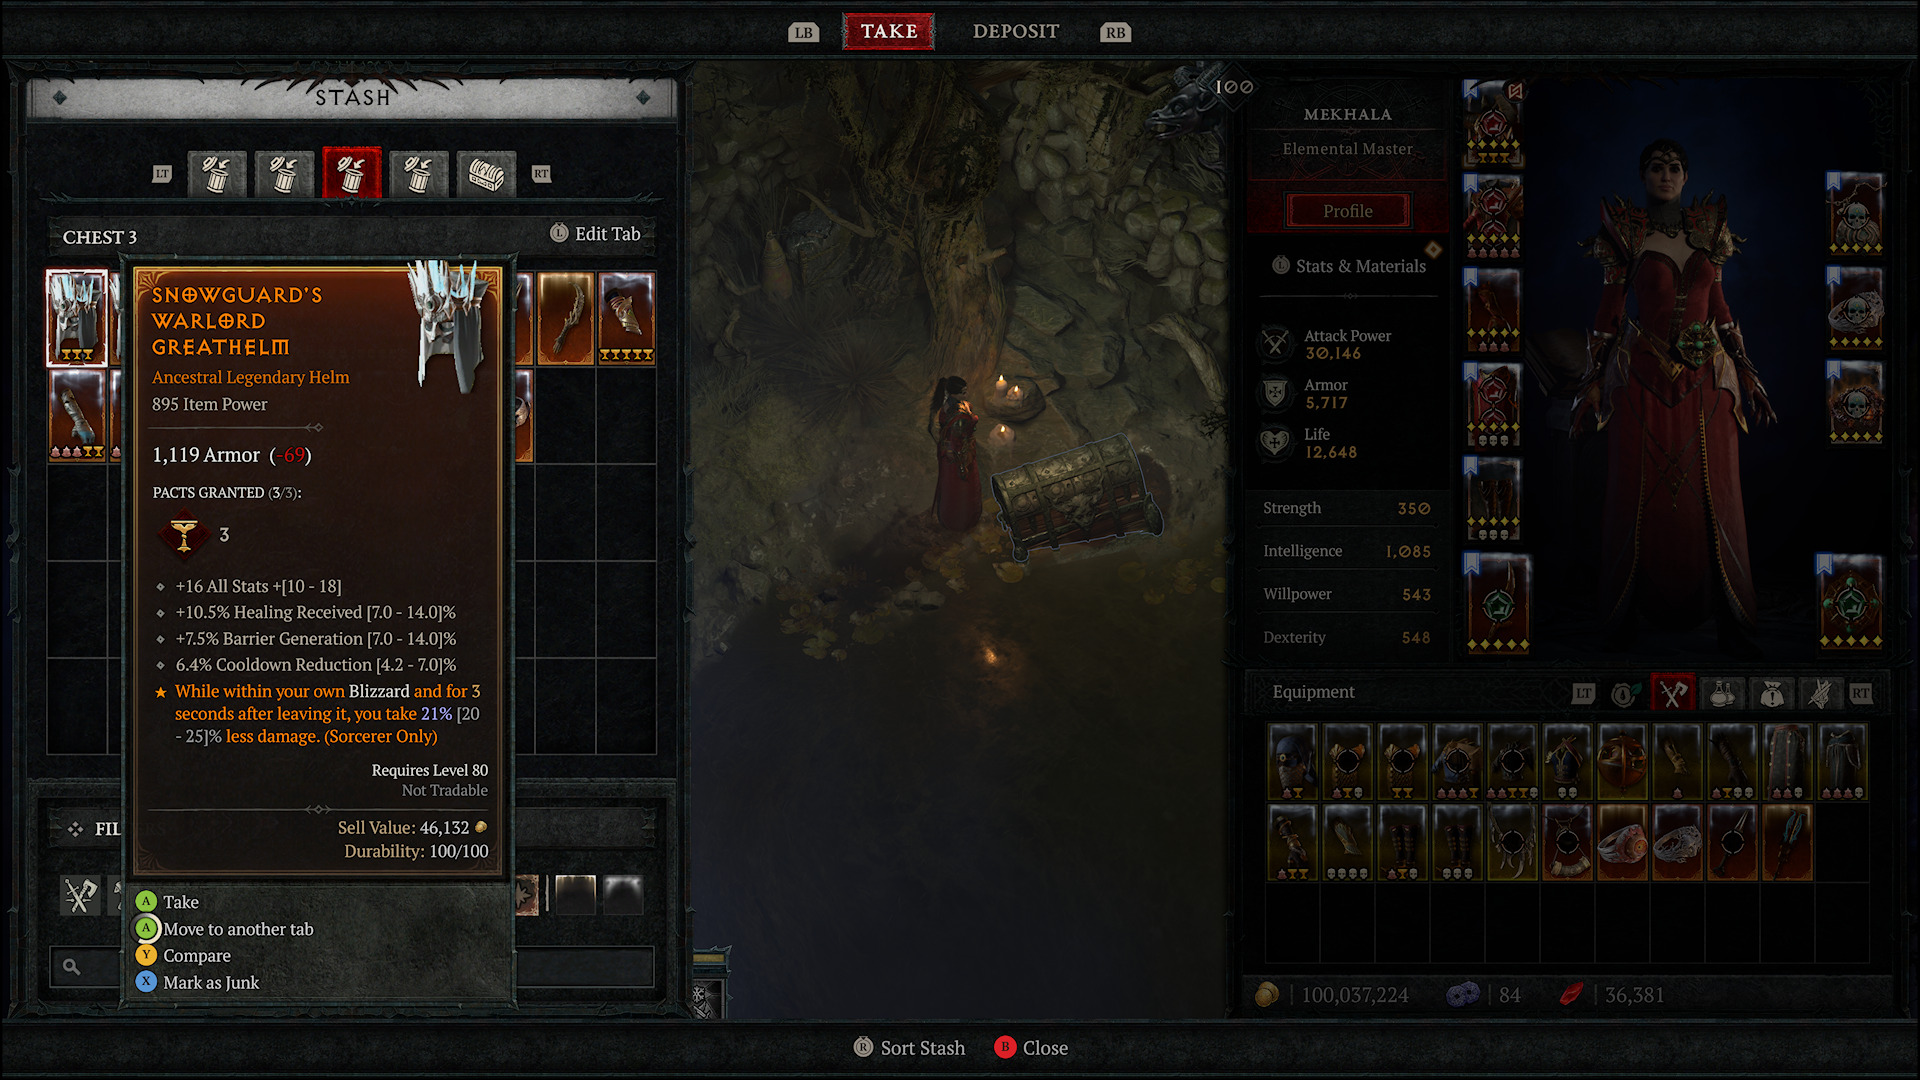 LB
TAKE
DEPOSIT
RB
STASH
LT
RT
CHEST 3
L
Edit Tab
SNOWGUARD'S
WARLORD
GREATHELM
Ancestral Legendary Helm
895 Item Power
1,119 Armor (-69)
PACTS GRANTED (3/3):
3
+16 All Stats +[10 - 18]
+10.5% Healing Received [7.0 - 14.0]%
+7.5% Barrier Generation [7.0 - 14.0]%
6.4% Cooldown Reduction [4.2 - 7.0]%
While within your own Blizzard and for 3
seconds after leaving it, you take 21% [20
- 25]% less damage. (Sorcerer Only)
Requires Level 80
Not Tradable
Sell Value: 46,132
Durability: 100/100
FIL
A Take
A Move to another tab
Y Compare
X Mark as Junk
100
MEKHALA
Elemental Master
Profile
L Stats & Materials
Attack Power
30,146
Armor
5,717
Life
12,648
Strength 350
Intelligence 1,085
Willpower 543
Dexterity 548
Equipment
LT
RT
100,037,224
84
36,381
R Sort Stash
B Close